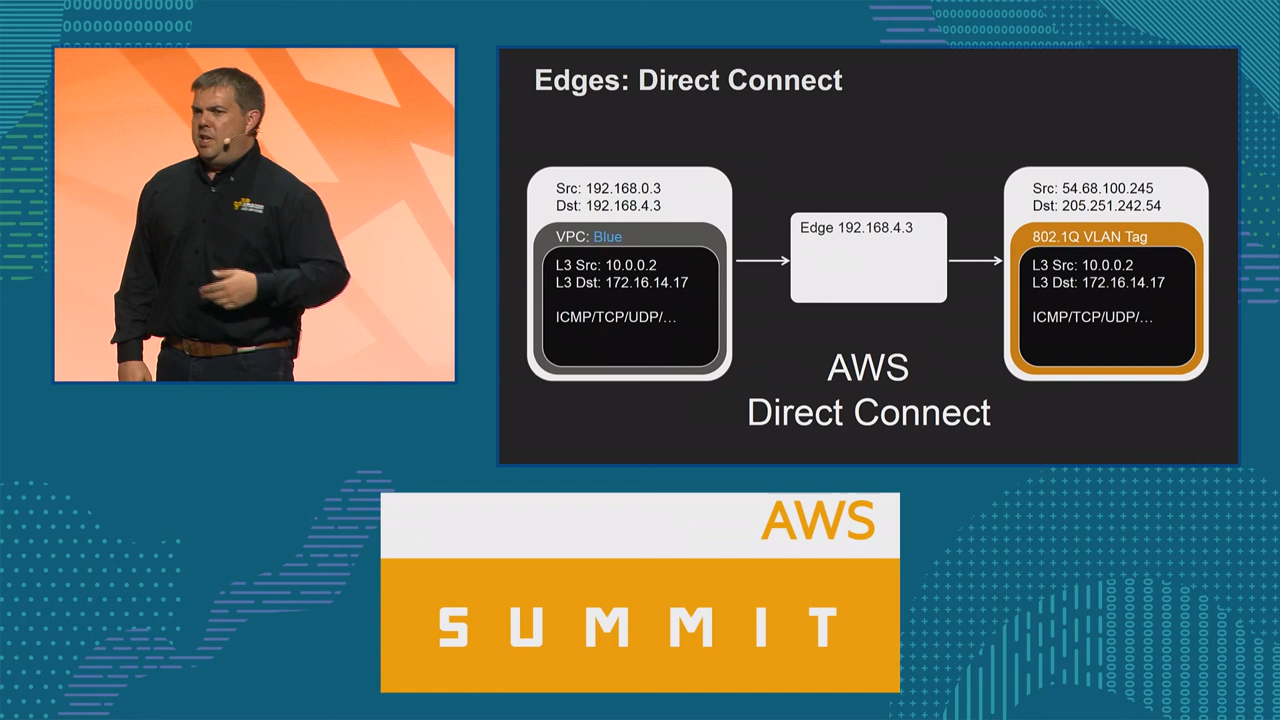 Edges: Direct Connect
Src: 192.168.0.3
Dst: 192.168.4.3
VPC: Blue
L3 Src: 10.0.0.2
L3 Dst: 172.16.14.17
ICMP/TCP/UDP/...
Edge 192.168.4.3
AWS
Direct Connect
Src: 54.68.100.245
Dst: 205.251.242.54
802.1Q VLAN Tag
L3 Src: 10.0.0.2
L3 Dst: 172.16.14.17
ICMP/TCP/UDP/...
AWS
SUMMIT